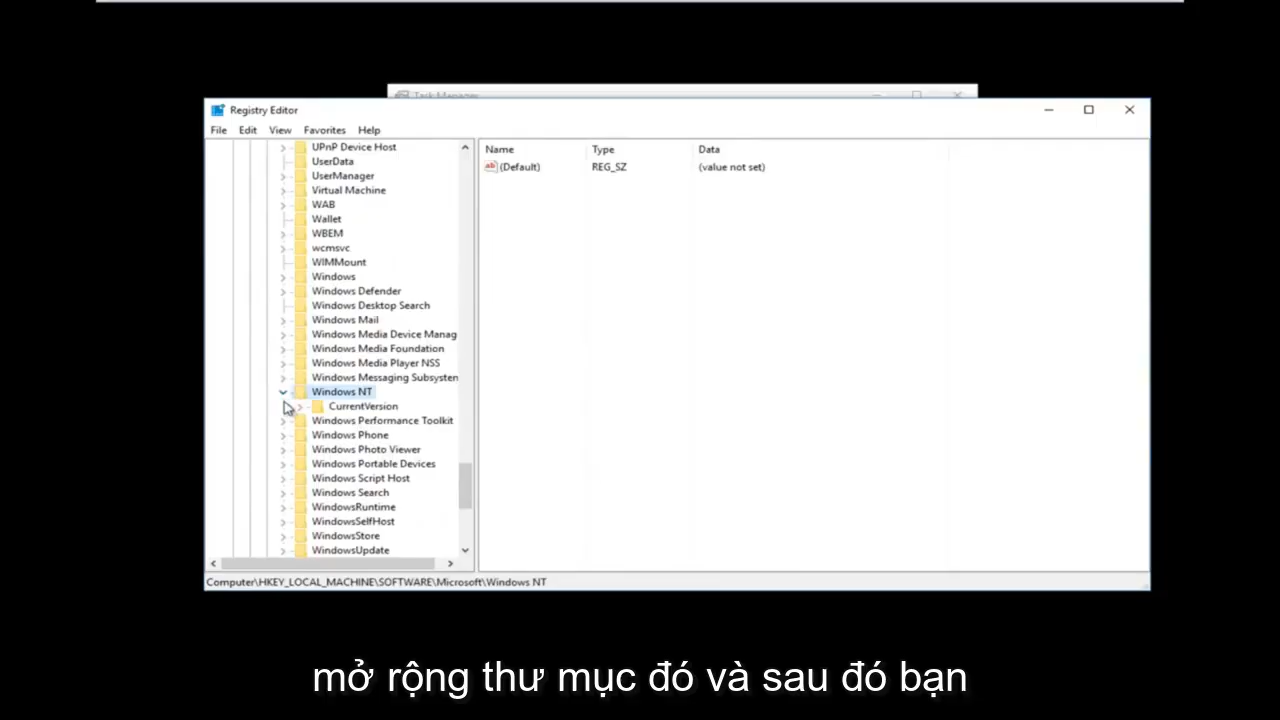 Task Manager
Registry Editor
File Edit View Favorites Help
UPnP Device Host
UserData
UserManager
Virtual Machine
WAB
Wallet
WBEM
wcmsvc
WIMMount
Windows
Windows Defender
Windows Desktop Search
Windows Mail
Windows Media Device Manag
Windows Media Foundation
Windows Media Player NSS
Windows Messaging Subsysten
Windows NT
CurrentVersion
Windows Performance Toolkit
Windows Phone
Windows Photo Viewer
Windows Portable Devices
Windows Script Host
Windows Search
WindowsRuntime
WindowsSelfHost
WindowsStore
WindowsUpdate
Name Type Data
(Default) REG_SZ (value not set)
Computer\HKEY_LOCAL_MACHINE\SOFTWARE\Microsoft\Windows NT
mở rộng thư mục đó và sau đó bạn